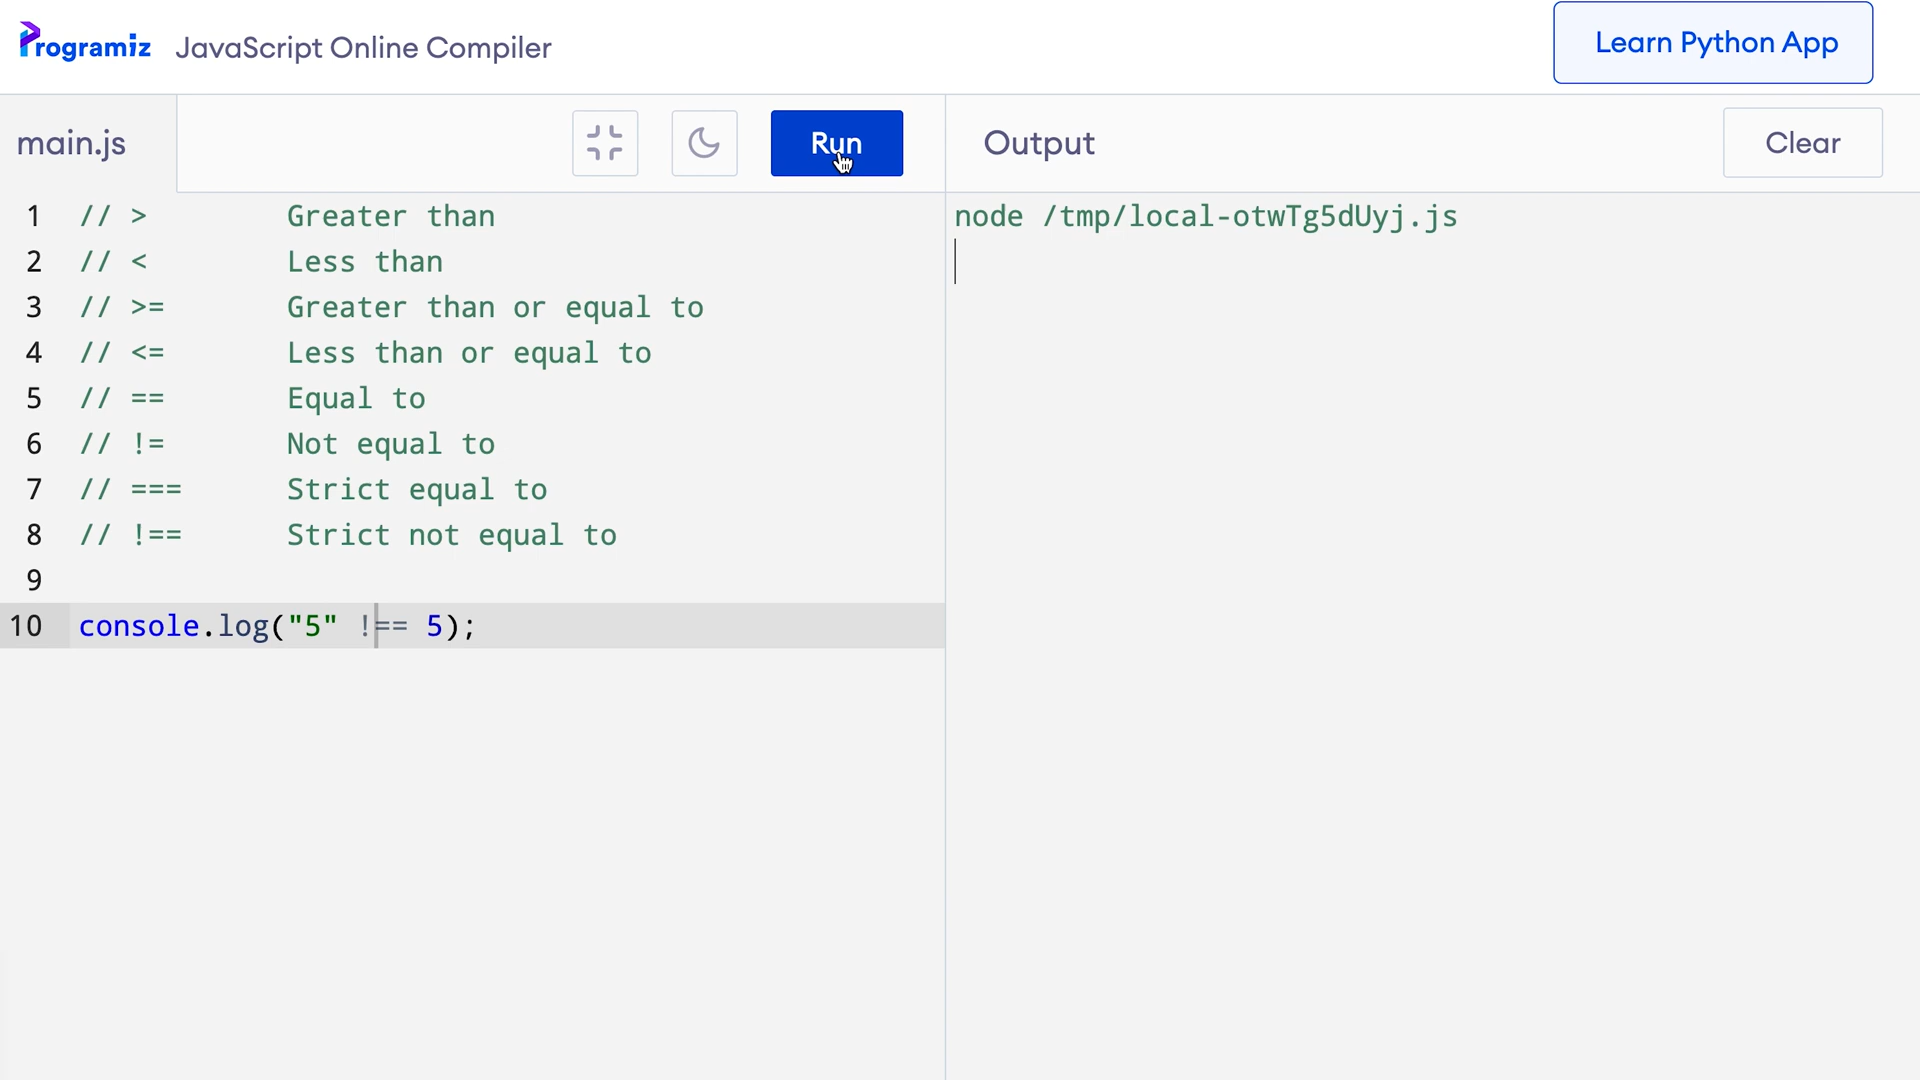 Programiz JavaScript Online Compiler
Learn Python App
main.js
Run
Output
Clear
1 // > Greater than
2 // < Less than
3 // >= Greater than or equal to
4 // <= Less than or equal to
5 // == Equal to
6 // != Not equal to
7 // === Strict equal to
8 // !== Strict not equal to
9
10 console.log("5" !== 5);
node /tmp/local-otwTg5dUyj.js